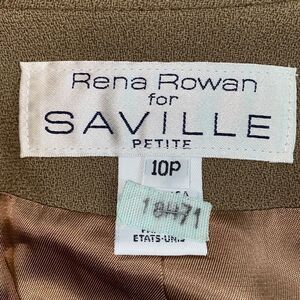 Rena Rowan
for
SAVILLE
PETITE
10P
18471
ETATS-UNIS